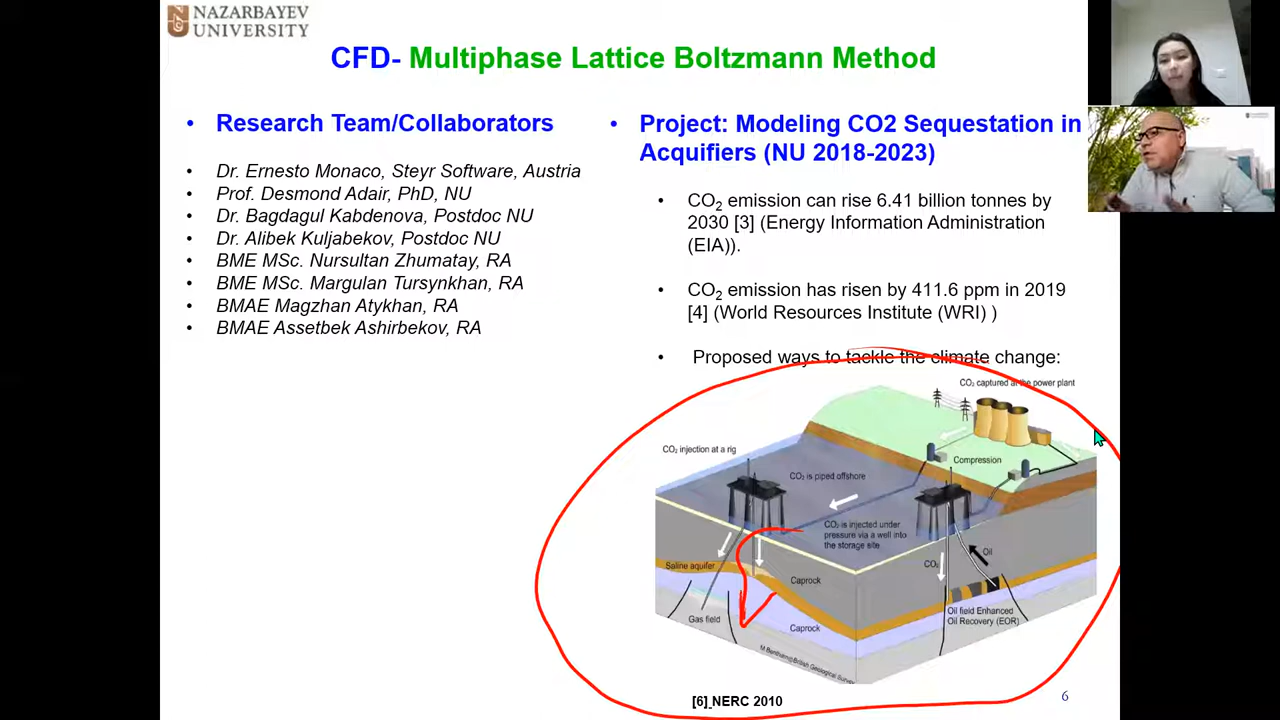 NAZARBAYEV
UNIVERSITY
CFD- Multiphase Lattice Boltzmann Method
• Research Team/Collaborators
• Dr. Ernesto Monaco, Steyr Software, Austria
• Prof. Desmond Adair, PhD, NU
• Dr. Bagdagul Kabdenova, Postdoc NU
• Dr. Alibek Kuljabekov, Postdoc NU
• BME MSc. Nursultan Zhumatay, RA
• BME MSc. Margulan Tursynkhan, RA
• BMAE Magzhan Atykhan, RA
• BMAE Assetbek Ashirbekov, RA
• Project: Modeling CO2 Sequestation in
Acquifiers (NU 2018-2023)
• CO2 emission can rise 6.41 billion tonnes by
2030 [3] (Energy Information Administration
(EIA)).
• CO2 emission has risen by 411.6 ppm in 2019
[4] (World Resources Institute (WRI) )
• Proposed ways to tackle the climate change:
CO2 captured at the power plant
CO2 injection at a rig
Compression
CO2 is piped offshore
CO2 is injected under
pressure via a well into
the storage site
Oil
CO2
Saline aquifer
Caprock
Gas field
Caprock
Oil field Enhanced
Oil Recovery (EOR)
[6] NERC 2010
6